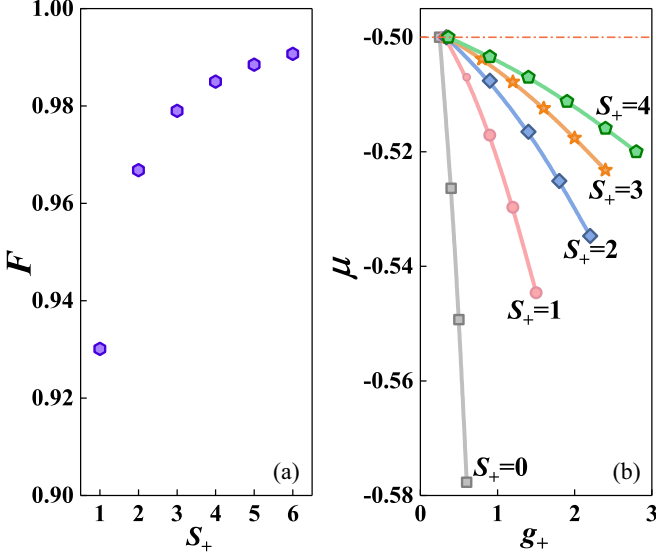 1.00
0.98
0.96
0.94
0.92
0.90
F
1 2 3 4 5 6
S₊
(a)
-0.50
-0.52
-0.54
-0.56
-0.58
μ
0 1 2 3
g₊
S₊=4
S₊=3
S₊=2
S₊=1
S₊=0
(b)